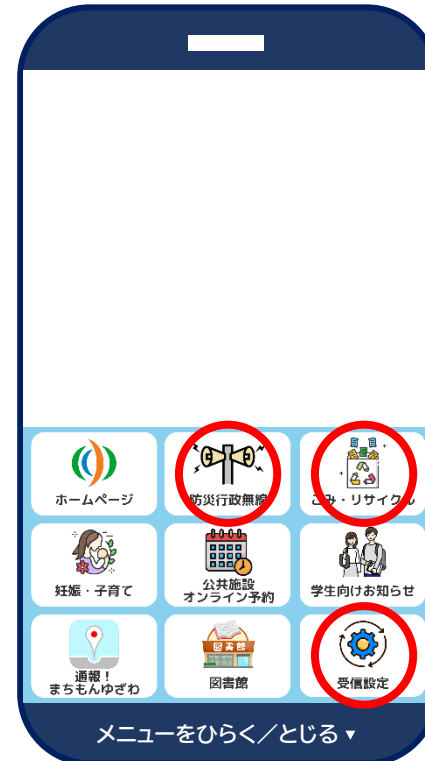 ホームページ
防災行政無線
ごみ・リサイクル
妊娠・子育て
公共施設
オンライン予約
学生向けお知らせ
通報！
まちもんゆざわ
図書館
図書館
受信設定
メニューをひらく／とじる▼